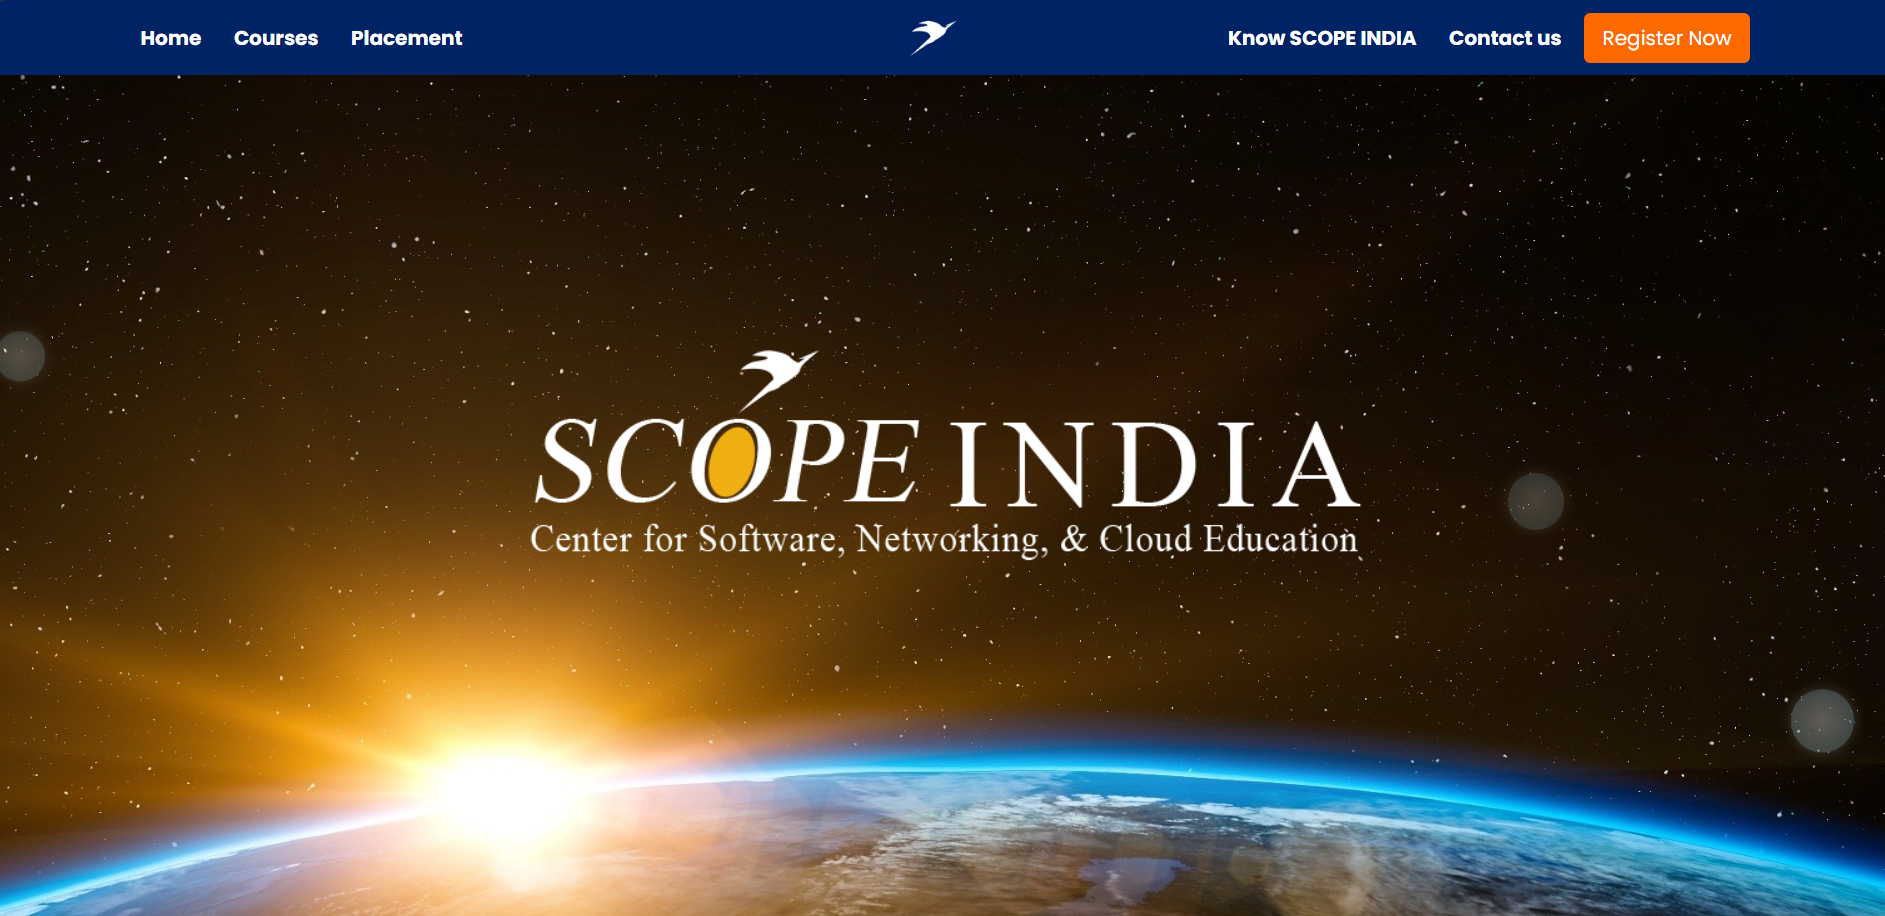 Home Courses Placement Know SCOPE INDIA Contact us Register Now
SCOPE INDIA
Center for Software, Networking, & Cloud Education